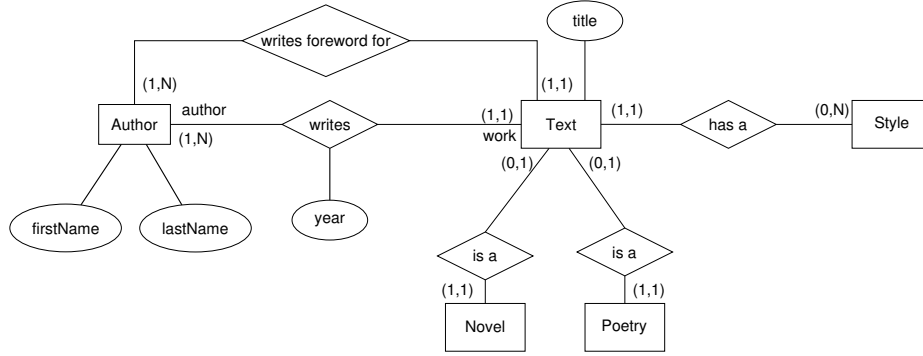 title
writes foreword for
(1,N)
(1,1)
author
(1,1)
(1,1)
(0,N)
Author
writes
Text
has a
Style
(1,N)
work
(0,1)
(0,1)
firstName
lastName
year
is a
is a
(1,1)
(1,1)
Novel
Poetry